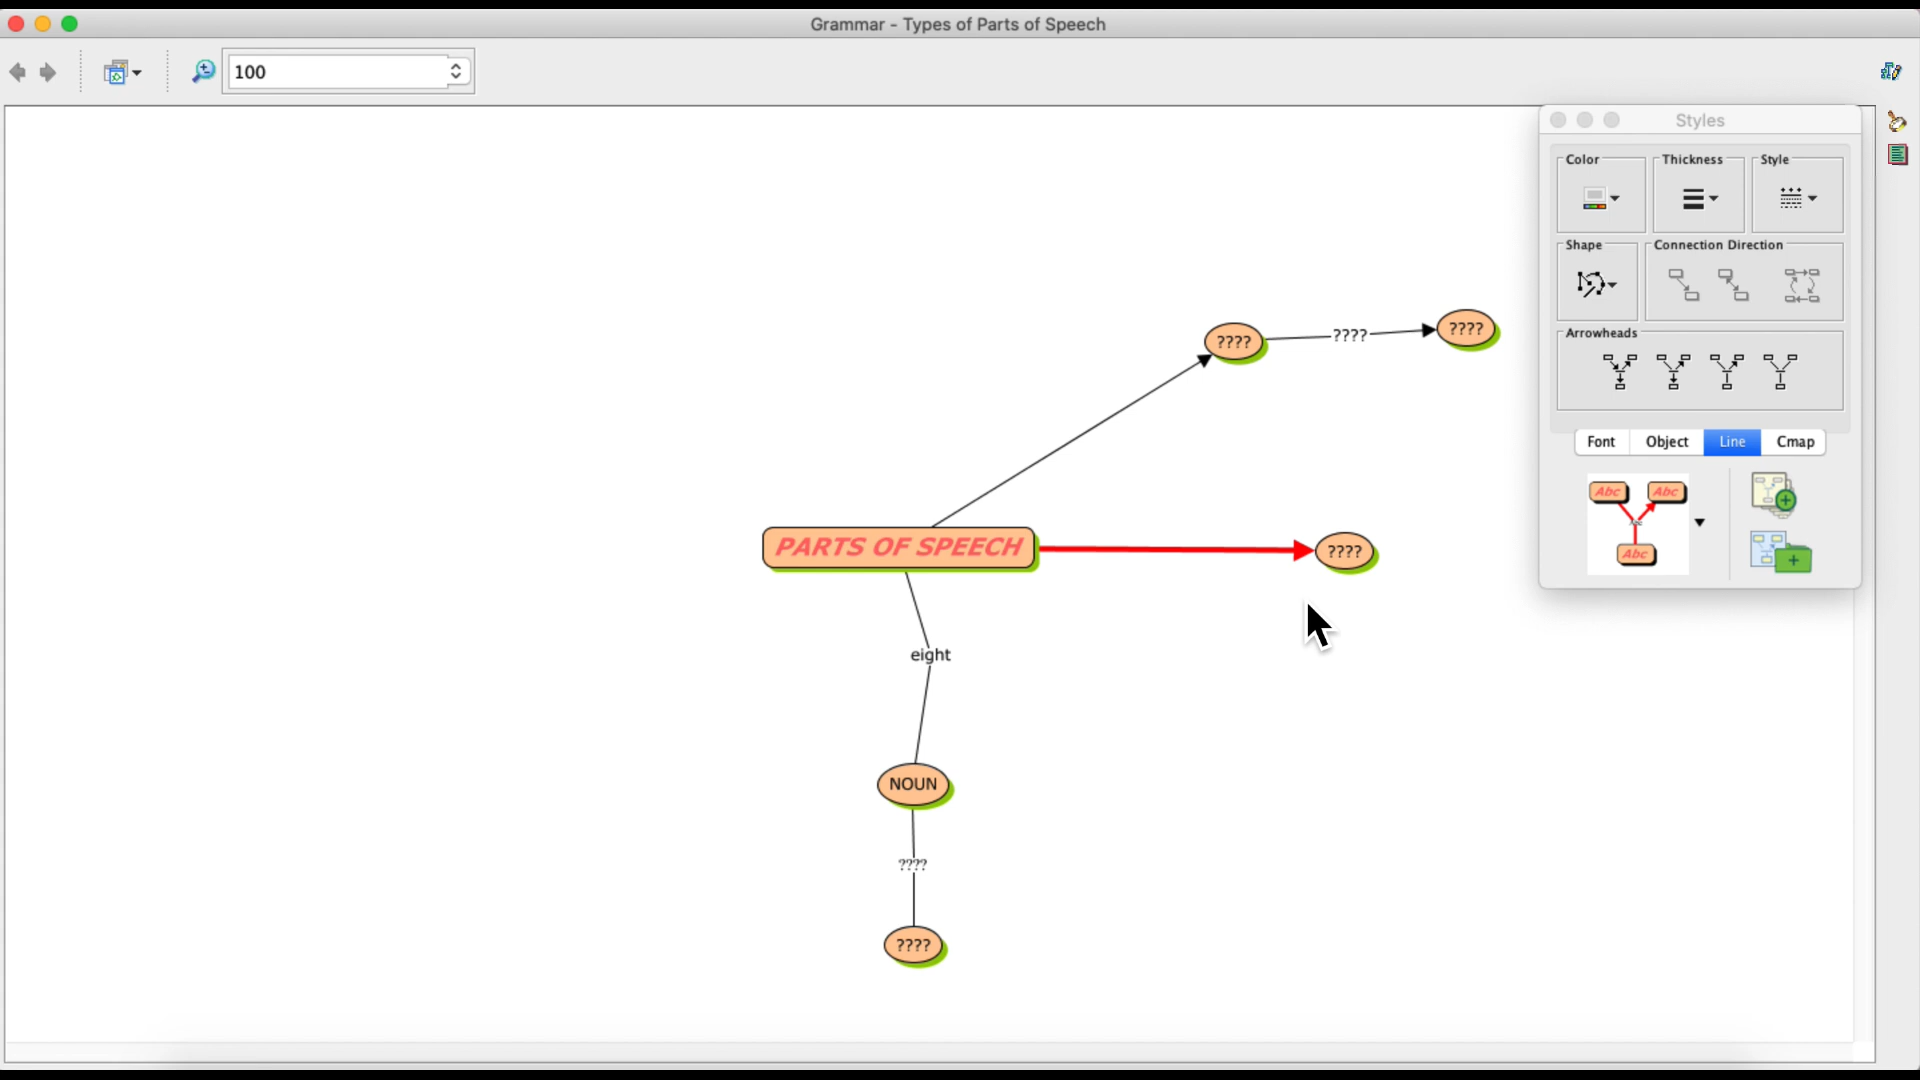 Grammar - Types of Parts of Speech
100
Styles
Color
Thickness
Style
Shape
Connection Direction
Arrowheads
Font
Object
Line
Cmap
Abc
Abc
Abc
????
????
????
PARTS OF SPEECH
????
eight
NOUN
????
????